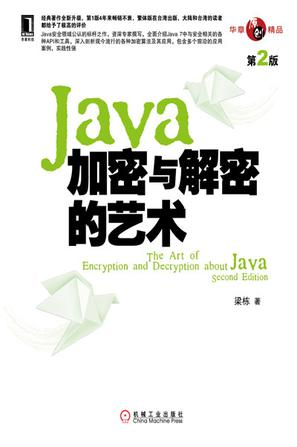 经典著作全新升级，第1版4年来畅销不衰，繁体版在台湾出版，大陆和台湾的读者
都给予了极高的评价
Java安全领域公认的标杆之作，资深专家撰写，全面介绍Java 7中与安全相关的各
种API和工具，深入剖析现今流行的各种加密算法及其应用，包含多个微动的应用
案例，实践性强
华章原创精品
第2版
Java
加密与解密
的艺术
The Art of
Encryption and Decryption about Java
Second Edition
梁栋 著
机械工业出版社
China Machine Press